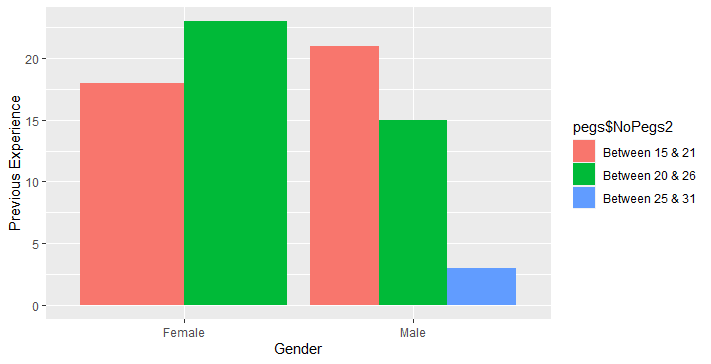 20
15
10
5
0
Previous Experience
Female
Male
Gender
pegs$NoPegs2
Between 15 & 21
Between 20 & 26
Between 25 & 31